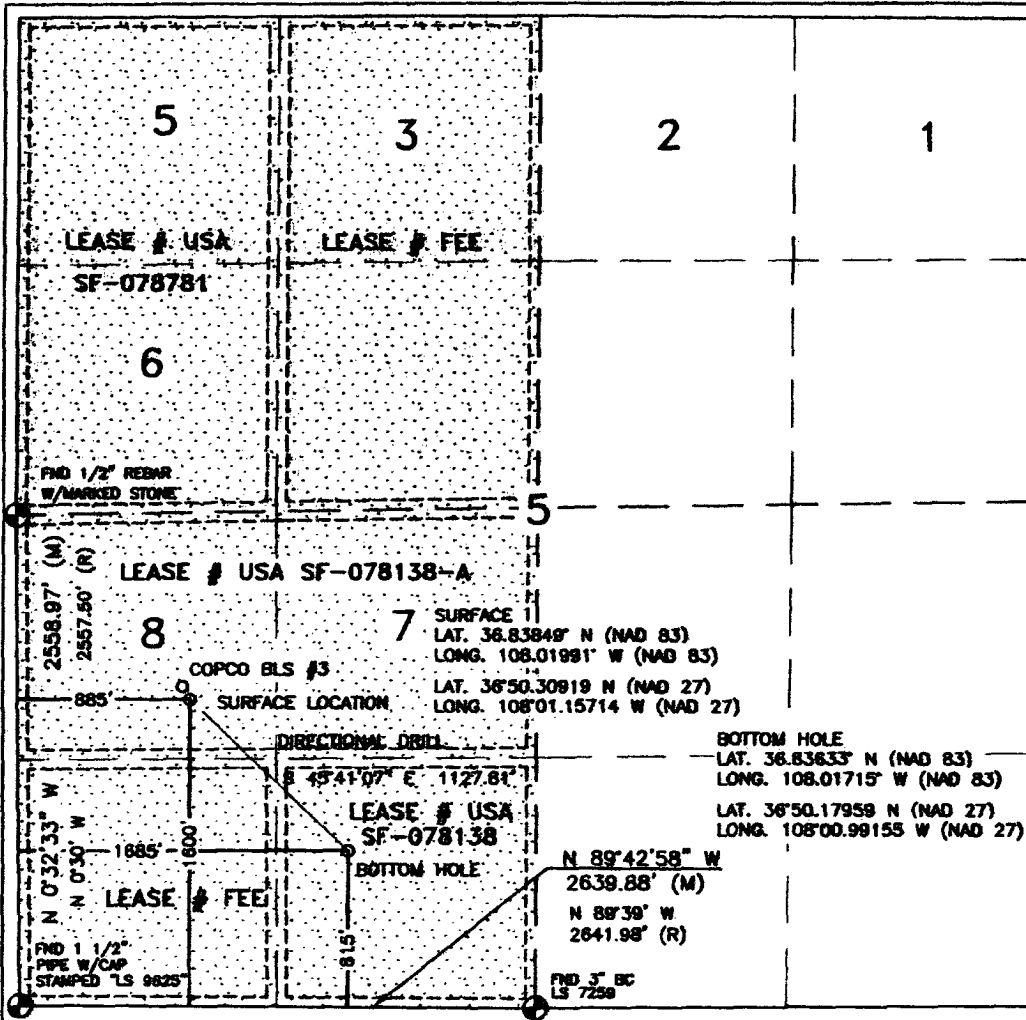 5
3
2
1
LEASE # USA
SF-078781
LEASE # FEE
6
FND 1/2" REBAR
W/MARKED STONE
5
2558.97' (M)
2557.50' (R)
LEASE # USA SF-078138-A
8
7
SURFACE
LAT. 36.83849° N (NAD 83)
LONG. 108.01991° W (NAD 83)
LAT. 36°50.30919 N (NAD 27)
LONG. 108°01.15714 W (NAD 27)
COPCO BLS #3
885'
SURFACE LOCATION
DIRECTIONAL DRILL
1127.61'
BOTTOM HOLE
LAT. 36.83633° N (NAD 83)
LONG. 108.01715° W (NAD 83)
LAT. 36°50.17959 N (NAD 27)
LONG. 108°00.99155 W (NAD 27)
LEASE # USA
SF-078138
BOTTOM HOLE
N 0°32'33" W
N 0°30' W
1685'
1600'
815'
LEASE # FEE
N 89°42'58" W
2639.88' (M)
N 89°39' W
2641.98' (R)
FND 1 1/2"
PIPE W/CAP
STAMPED "LS 9625"
FND 3" BC
LS 7259